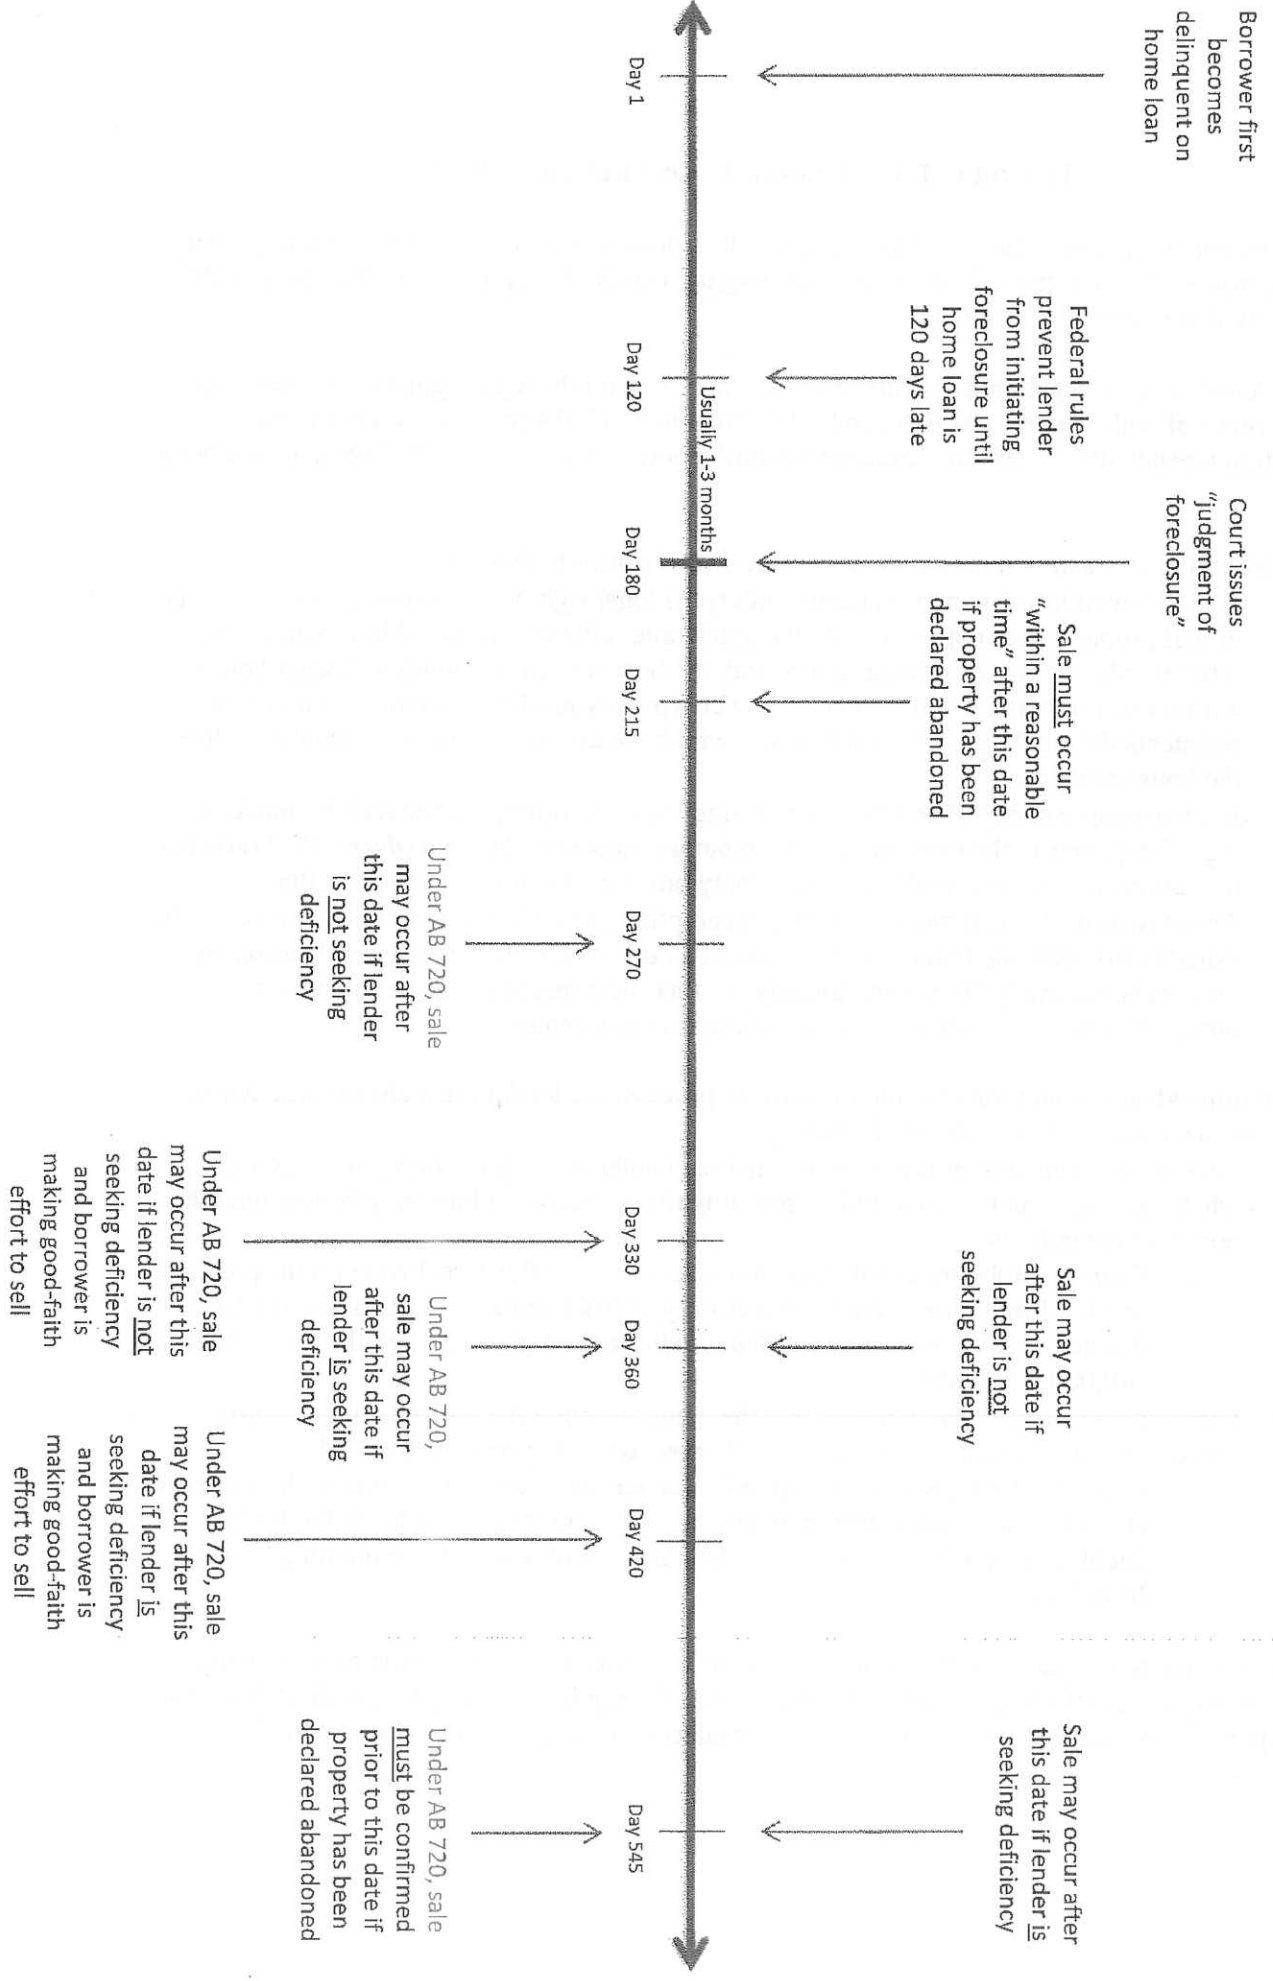 Borrower first
becomes
delinquent on
home loan
Federal rules
prevent lender
from initiating
foreclosure until
home loan is
120 days late
Court issues
"judgment of
foreclosure"
Sale must occur
"within a reasonable
time" after this date
if property has been
declared abandoned
Sale may occur
after this date if
lender is not
seeking deficiency
Sale may occur after
this date if lender is
seeking deficiency
Usually 1-3 months
Day 1
Day 120
Day 180
Day 215
Day 270
Day 330
Day 360
Day 420
Day 545
Under AB 720, sale
may occur after
this date if lender
is not seeking
deficiency
Under AB 720, sale
may occur after this
date if lender is not
seeking deficiency
and borrower is
making good-faith
effort to sell
Under AB 720,
sale may occur
after this date if
lender is seeking
deficiency
Under AB 720, sale
may occur after this
date if lender is
seeking deficiency
and borrower is
making good-faith
effort to sell
Under AB 720, sale
must be confirmed
prior to this date if
property has been
declared abandoned